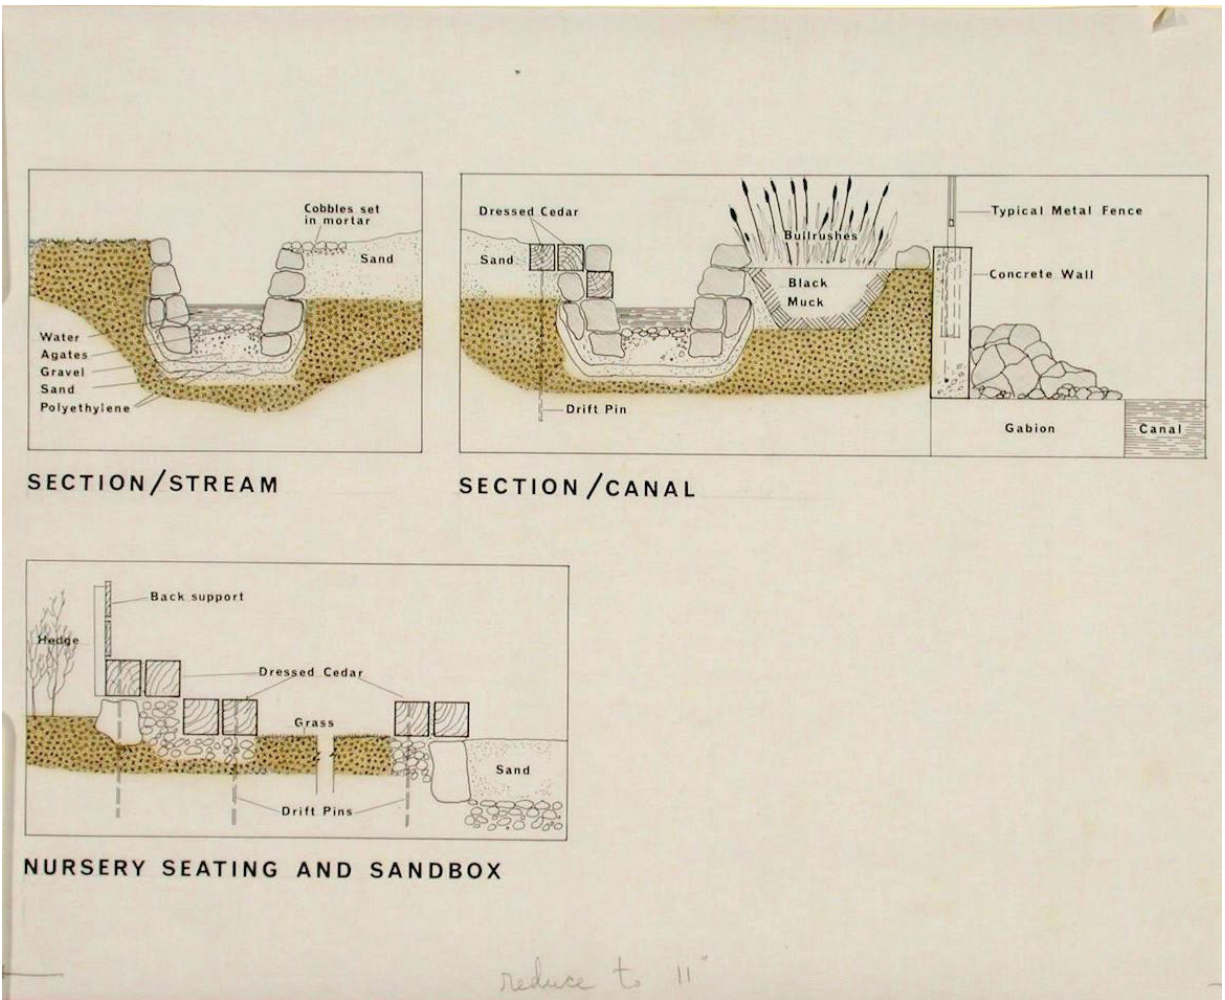 Cobbles set
in mortar
Sand
Water
Agates
Gravel
Sand
Polyethylene
SECTION/STREAM
Dressed Cedar
Sand
Bullrushes
Black
Muck
Typical Metal Fence
Concrete Wall
Drift Pin
Gabion
Canal
SECTION/CANAL
Back support
Hedge
Dressed Cedar
Grass
Sand
Drift Pins
NURSERY SEATING AND SANDBOX
reduce to 11"